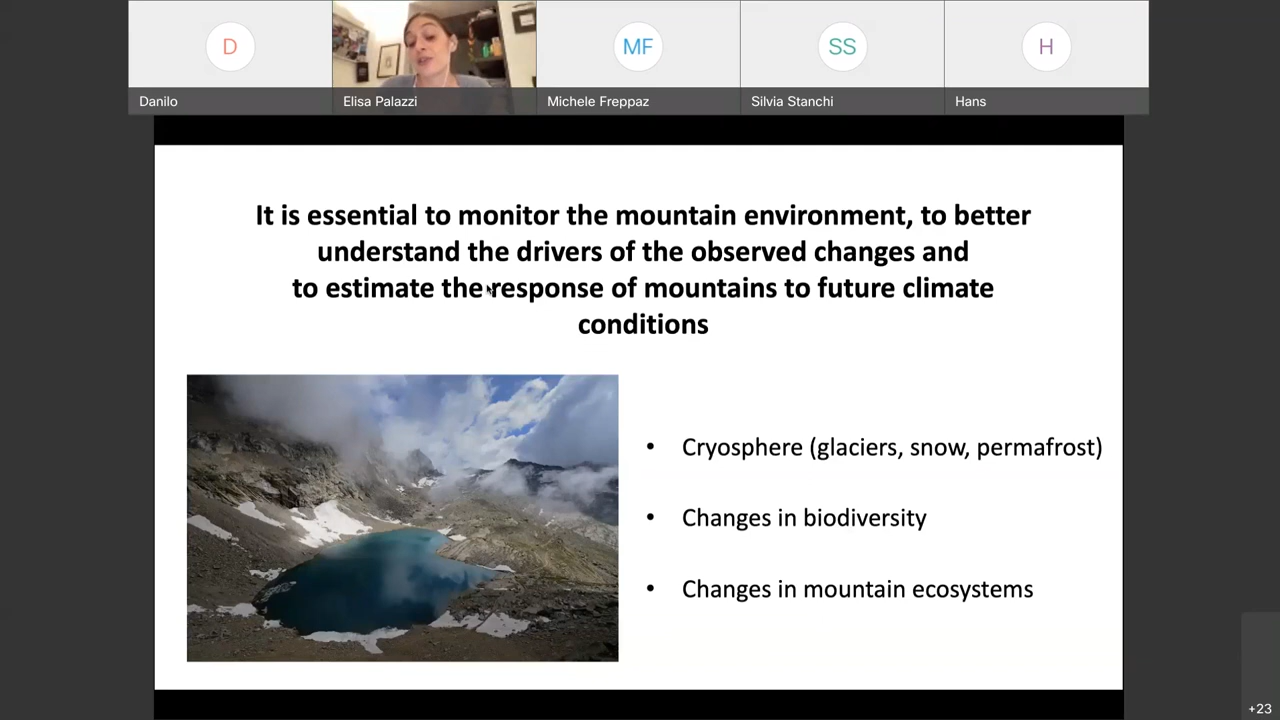 D
MF
SS
H
Danilo
Elisa Palazzi
Michele Freppaz
Silvia Stanchi
Hans
It is essential to monitor the mountain environment, to better
understand the drivers of the observed changes and
to estimate the response of mountains to future climate
conditions
• Cryosphere (glaciers, snow, permafrost)
• Changes in biodiversity
• Changes in mountain ecosystems
+23